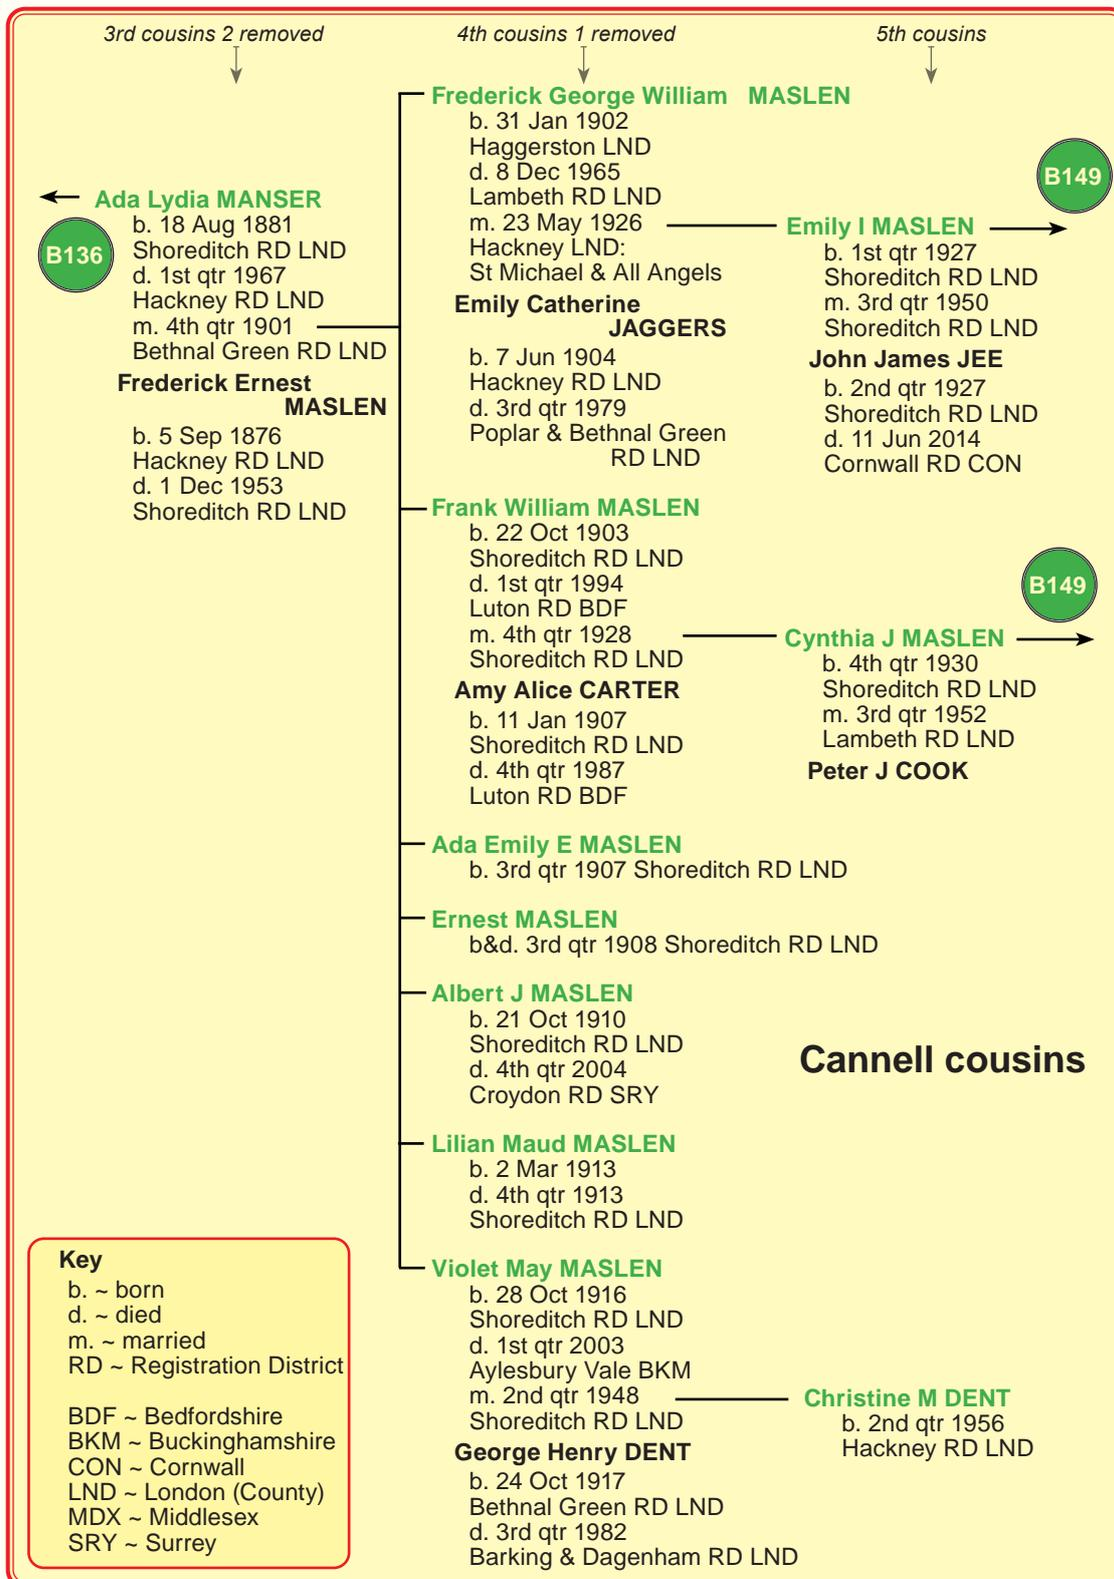 3rd cousins 2 removed
4th cousins 1 removed
5th cousins
Ada Lydia MANSER
B136
b. 18 Aug 1881
Shoreditch RD LND
d. 1st qtr 1967
Hackney RD LND
m. 4th qtr 1901
Bethnal Green RD LND
Frederick Ernest
MASLEN
b. 5 Sep 1876
Hackney RD LND
d. 1 Dec 1953
Shoreditch RD LND
Frederick George William MASLEN
b. 31 Jan 1902
Haggerston LND
d. 8 Dec 1965
Lambeth RD LND
m. 23 May 1926
Hackney LND:
St Michael & All Angels
Emily Catherine
JAGGERS
b. 7 Jun 1904
Hackney RD LND
d. 3rd qtr 1979
Poplar & Bethnal Green
RD LND
B149
Emily I MASLEN
b. 1st qtr 1927
Shoreditch RD LND
m. 3rd qtr 1950
Shoreditch RD LND
John James JEE
b. 2nd qtr 1927
Shoreditch RD LND
d. 11 Jun 2014
Cornwall RD CON
Frank William MASLEN
b. 22 Oct 1903
Shoreditch RD LND
d. 1st qtr 1994
Luton RD BDF
m. 4th qtr 1928
Shoreditch RD LND
Amy Alice CARTER
b. 11 Jan 1907
Shoreditch RD LND
d. 4th qtr 1987
Luton RD BDF
B149
Cynthia J MASLEN
b. 4th qtr 1930
Shoreditch RD LND
m. 3rd qtr 1952
Lambeth RD LND
Peter J COOK
Ada Emily E MASLEN
b. 3rd qtr 1907 Shoreditch RD LND
Ernest MASLEN
b&d. 3rd qtr 1908 Shoreditch RD LND
Albert J MASLEN
b. 21 Oct 1910
Shoreditch RD LND
d. 4th qtr 2004
Croydon RD SRY
Cannell cousins
Lilian Maud MASLEN
b. 2 Mar 1913
d. 4th qtr 1913
Shoreditch RD LND
Violet May MASLEN
b. 28 Oct 1916
Shoreditch RD LND
d. 1st qtr 2003
Aylesbury Vale BKM
m. 2nd qtr 1948
Shoreditch RD LND
George Henry DENT
b. 24 Oct 1917
Bethnal Green RD LND
d. 3rd qtr 1982
Barking & Dagenham RD LND
Christine M DENT
b. 2nd qtr 1956
Hackney RD LND
Key
b. ~ born
d. ~ died
m. ~ married
RD ~ Registration District
BDF ~ Bedfordshire
BKM ~ Buckinghamshire
CON ~ Cornwall
LND ~ London (County)
MDX ~ Middlesex
SRY ~ Surrey